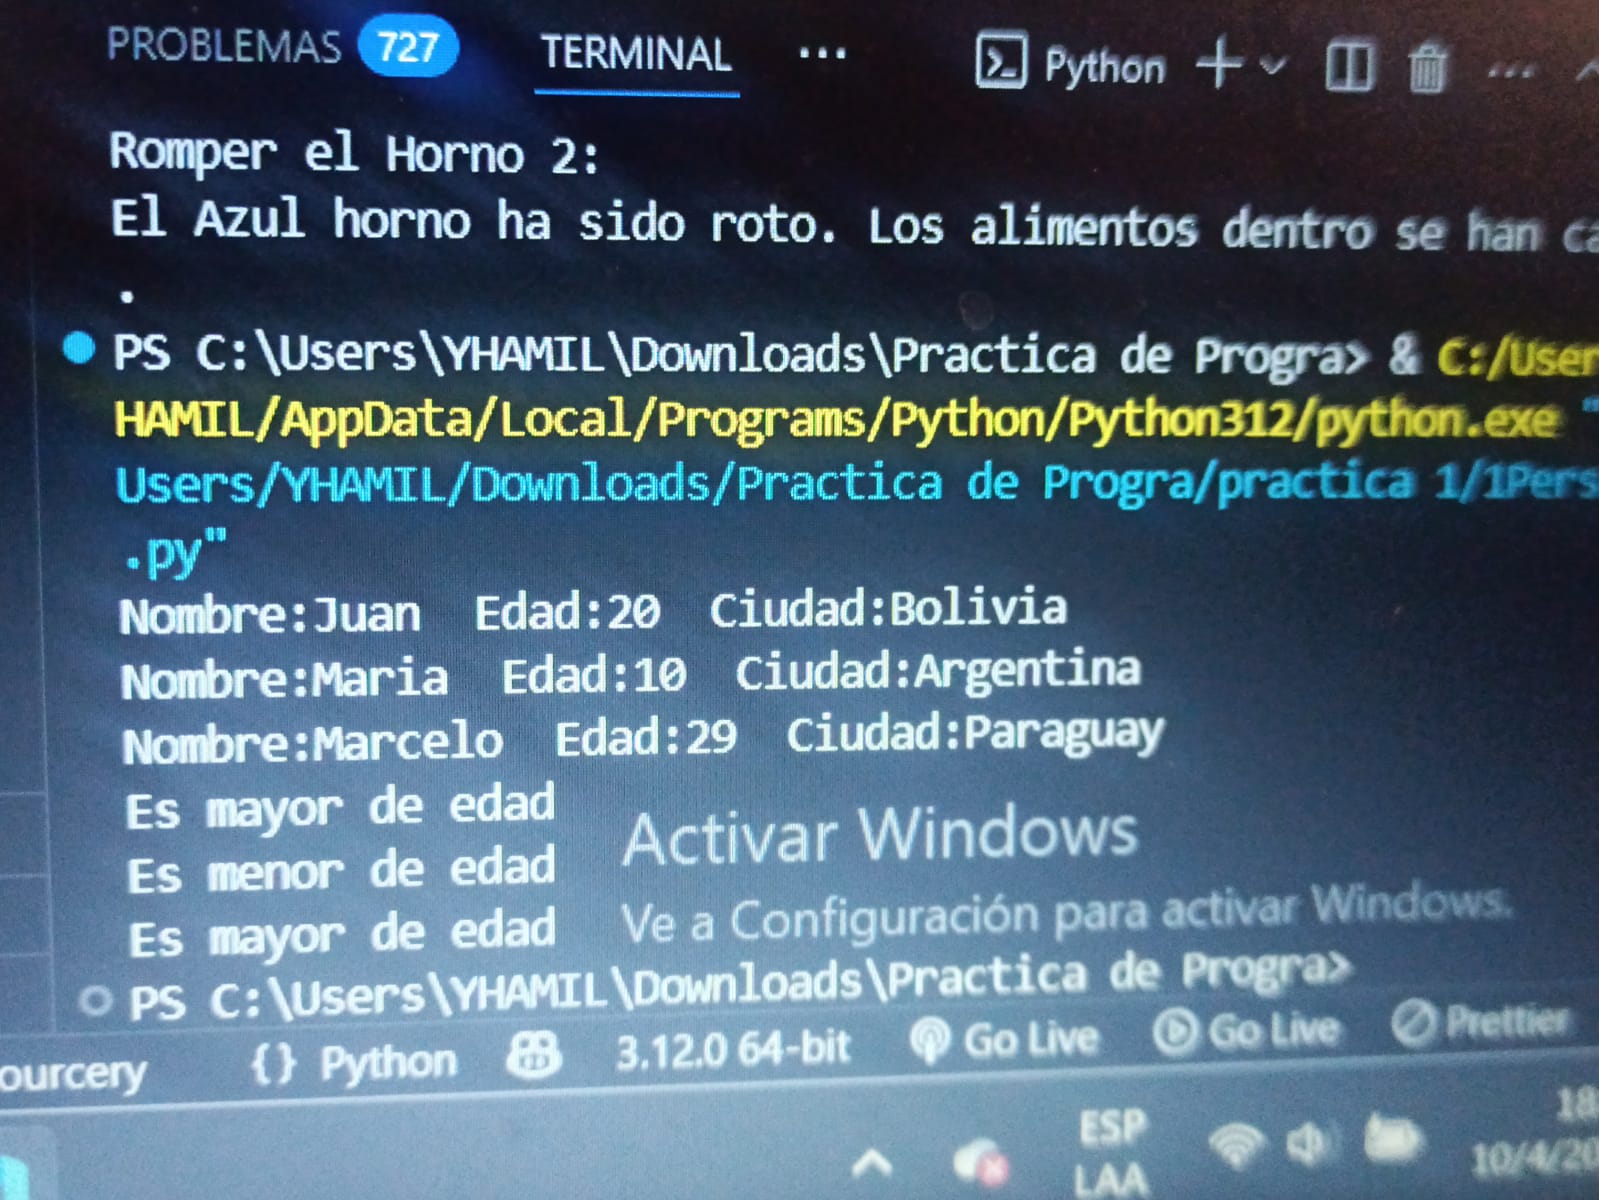 PROBLEMAS 727 TERMINAL ... Python
Romper el Horno 2:
El Azul horno ha sido roto. Los alimentos dentro se han
.
PS C:\Users\YHAMIL\Downloads\Practica de Progra> & C:/User
HAMIL/AppData/Local/Programs/Python/Python312/python.exe "
Users/YHAMIL/Downloads/Practica de Progra/practica 1/1Pers
.py"
Nombre:Juan  Edad:20  Ciudad:Bolivia
Nombre:Maria  Edad:10  Ciudad:Argentina
Nombre:Marcelo  Edad:29  Ciudad:Paraguay
Es mayor de edad
Es menor de edad
Es mayor de edad
Activar Windows
Ve a Configuración para activar Windows.
PS C:\Users\YHAMIL\Downloads\Practica de Progra>
ourcery {} Python 3.12.0 64-bit Go Live Go Live Prettier
ESP
LAA
18
10/4/20